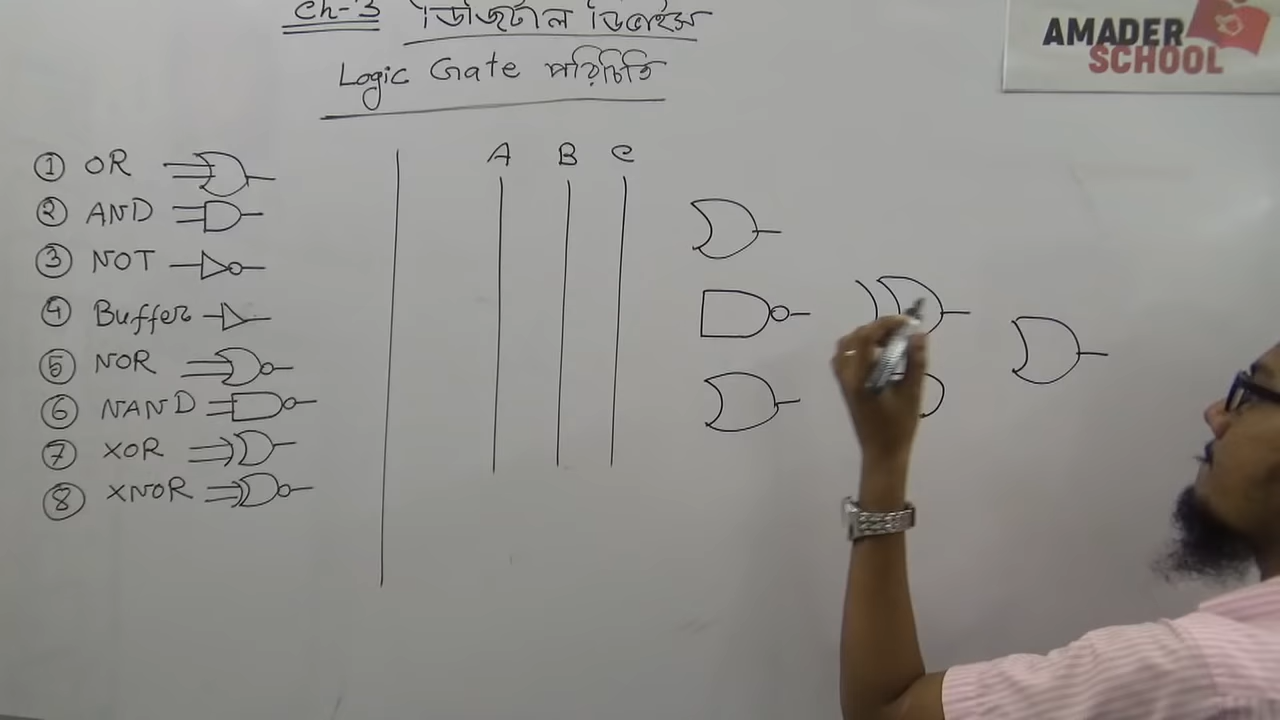 Ch-3 ডিজিটাল ডিভাইস
Logic Gate পরিচিতি
AMADER
SCHOOL
① OR
② AND
③ NOT
④ Buffer
⑤ NOR
⑥ NAND
⑦ XOR
⑧ XNOR
A B C